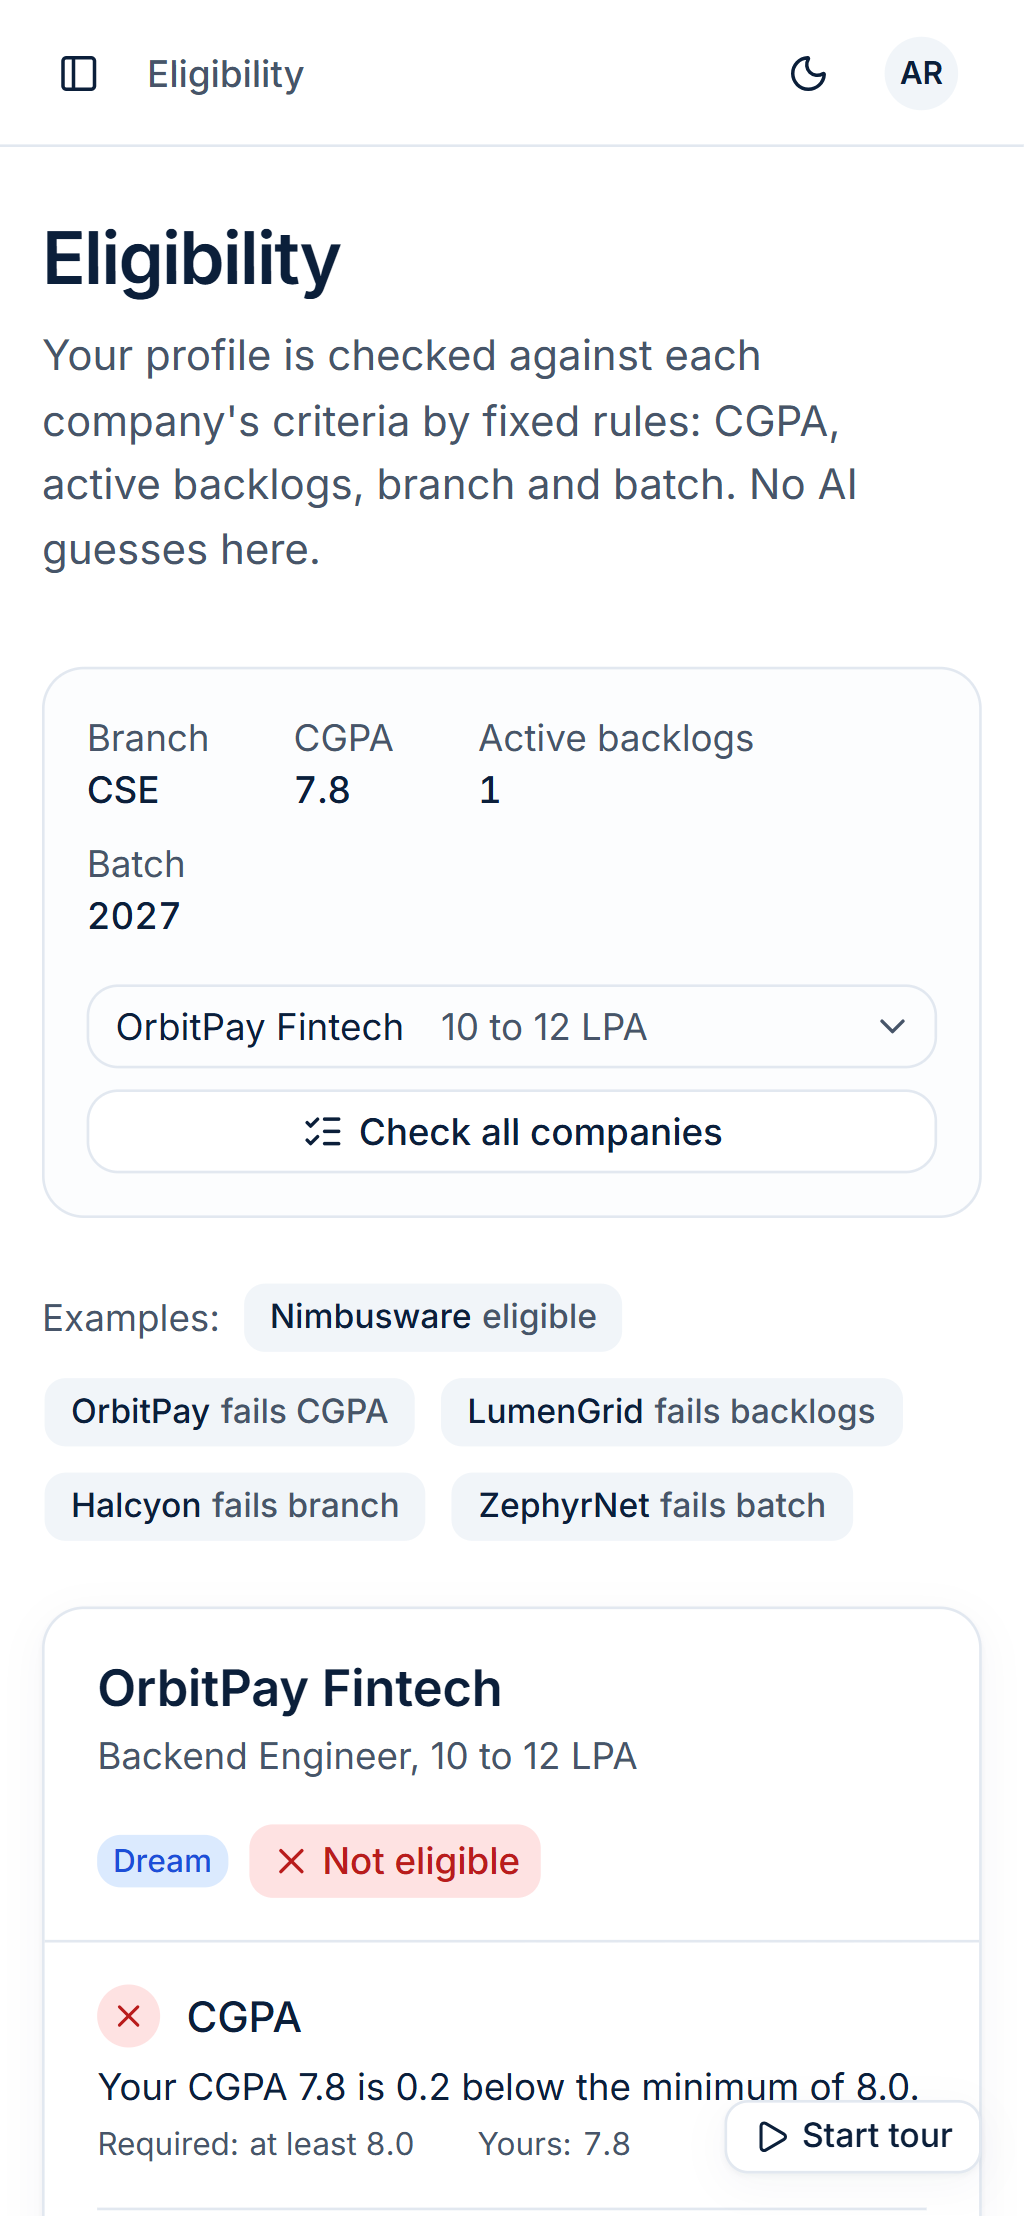 Eligibility
AR
Eligibility
Your profile is checked against each
company's criteria by fixed rules: CGPA,
active backlogs, branch and batch. No AI
guesses here.
Branch CGPA Active backlogs
CSE 7.8 1
Batch
2027
OrbitPay Fintech 10 to 12 LPA
Check all companies
Examples: Nimbusware eligible
OrbitPay fails CGPA LumenGrid fails backlogs
Halcyon fails branch ZephyrNet fails batch
OrbitPay Fintech
Backend Engineer, 10 to 12 LPA
Dream Not eligible
CGPA
Your CGPA 7.8 is 0.2 below the minimum of 8.0.
Required: at least 8.0 Yours: 7.8
Start tour